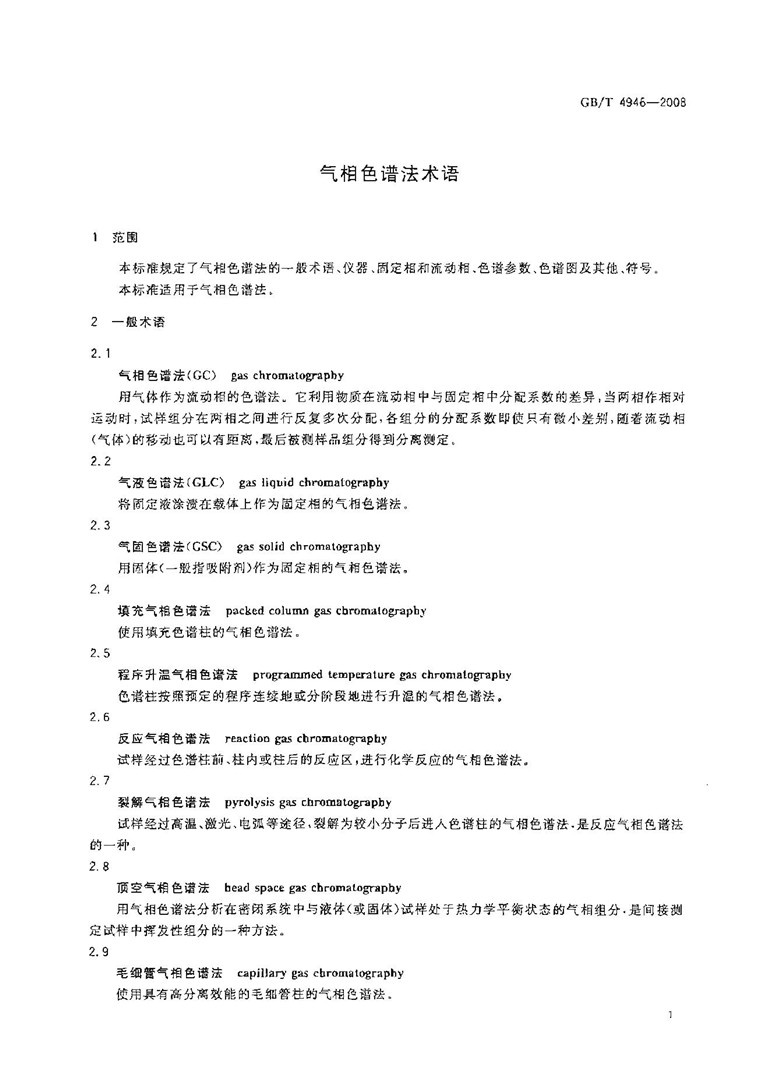 GB/T 4946—2008
气相色谱法术语
1 范围
本标准规定了气相色谱法的一般术语、仪器、固定相和流动相、色谱参数、色谱图及其他、符号。
本标准适用于气相色谱法。
2 一般术语
2.1
气相色谱法(GC) gas chromatography
用气体作为流动相的色谱法。它利用物质在流动相中与固定相中分配系数的差异,当两相作相对
运动时,试样组分在两相之间进行反复多次分配,各组分的分配系数即使只有微小差别,随着流动相
(气体)的移动也可以有距离,最后被测样品组分得到分离测定。
2.2
气液色谱法(GLC) gas liquid chromatography
将固定液涂渍在载体上作为固定相的气相色谱法。
2.3
气固色谱法(GSC) gas solid chromatography
用固体(一般指吸附剂)作为固定相的气相色谱法。
2.4
填充气相色谱法 packed column gas chromatography
使用填充色谱柱的气相色谱法。
2.5
程序升温气相色谱法 programmed temperature gas chromatography
色谱柱按照预定的程序连续地或分阶段地进行升温的气相色谱法。
2.6
反应气相色谱法 reaction gas chromatography
试样经过色谱柱前、柱内或柱后的反应区,进行化学反应的气相色谱法。
2.7
裂解气相色谱法 pyrolysis gas chromatography
试样经过高温、激光、电弧等途径,裂解为较小分子后进入色谱柱的气相色谱法,是反应气相色谱法
的一种。
2.8
顶空气相色谱法 head space gas chromatography
用气相色谱法分析在密闭系统中与液体(或固体)试样处于热力学平衡状态的气相组分,是间接测
定试样中挥发性组分的一种方法。
2.9
毛细管气相色谱法 capillary gas chromatography
使用具有高分离效能的毛细管柱的气相色谱法。
1